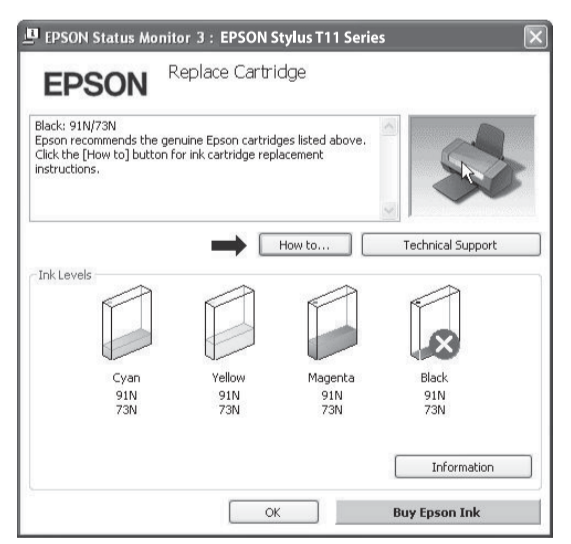 EPSON Status Monitor 3 : EPSON Stylus T11 Series
EPSON
Replace Cartridge
Black: 91N/73N
Epson recommends the genuine Epson cartridges listed above.
Click the [How to] button for ink cartridge replacement
instructions.
How to...
Technical Support
Ink Levels
Cyan Yellow Magenta Black
91N 91N 91N 91N
73N 73N 73N 73N
Information
OK
Buy Epson Ink